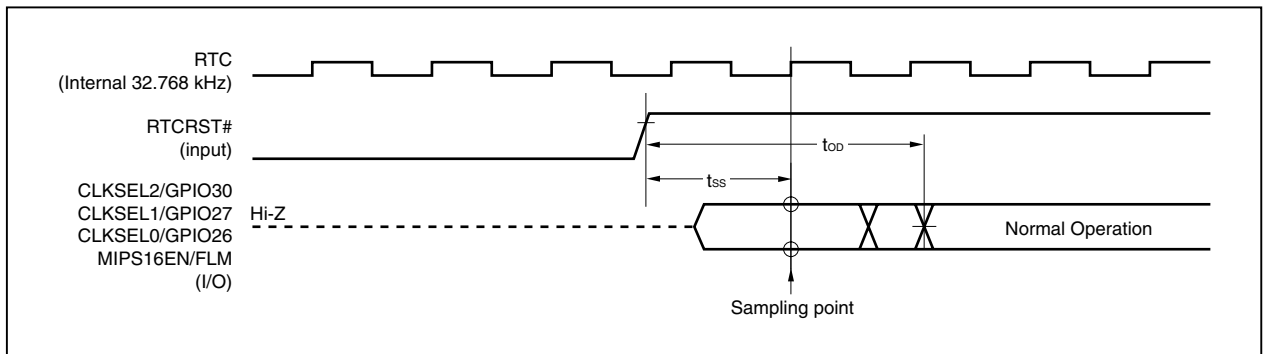 RTC
(Internal 32.768 kHz)
RTCRST#
(input)
tOD
tSS
CLKSEL2/GPIO30
CLKSEL1/GPIO27
Hi-Z
CLKSEL0/GPIO26
Normal Operation
MIPS16EN/FLM
(I/O)
Sampling point